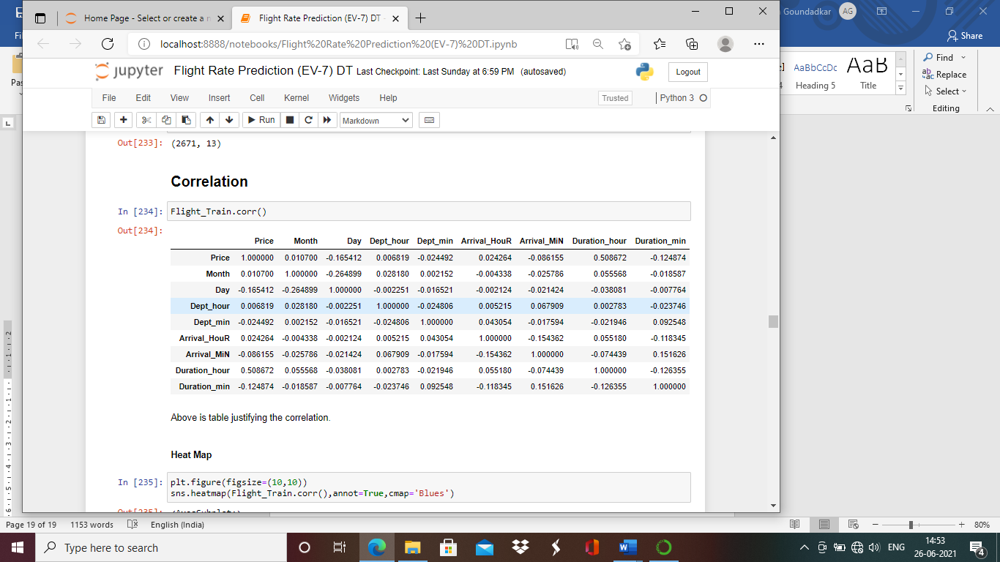 Home Page - Select or create a n
Flight Rate Prediction (EV-7) DT -
Goundadkar AG
localhost:8888/notebooks/Flight%20Rate%20Prediction%20(EV-7)%20DT.ipynb
Share
jupyter Flight Rate Prediction (EV-7) DT Last Checkpoint: Last Sunday at 6:59 PM (autosaved)
Logout
File Edit View Insert Cell Kernel Widgets Help
Trusted Python 3
Run Markdown
AaBbCcDc AaB
Heading 5 Title
Find
Replace
Select
Editing
Out[233]: (2671, 13)
Correlation
In [234]: Flight_Train.corr()
Out[234]:
Price Month Day Dept_hour Dept_min Arrival_HouR Arrival_MiN Duration_hour Duration_min
Price 1.000000 0.010700 -0.165412 0.006819 -0.024492 0.024264 -0.086155 0.508672 -0.124874
Month 0.010700 1.000000 -0.264899 0.028180 0.002152 -0.004338 -0.025786 0.055568 -0.018587
Day -0.165412 -0.264899 1.000000 -0.002251 -0.016521 -0.002124 -0.021424 -0.038081 -0.007764
Dept_hour 0.006819 0.028180 -0.002251 1.000000 -0.024806 0.005215 0.067909 0.002783 -0.023746
Dept_min -0.024492 0.002152 -0.016521 -0.024806 1.000000 0.043054 -0.017594 -0.021946 0.092548
Arrival_HouR 0.024264 -0.004338 -0.002124 0.005215 0.043054 1.000000 -0.154362 0.055180 -0.118345
Arrival_MiN -0.086155 -0.025786 -0.021424 0.067909 -0.017594 -0.154362 1.000000 -0.074439 0.151626
Duration_hour 0.508672 0.055568 -0.038081 0.002783 -0.021946 0.055180 -0.074439 1.000000 -0.126355
Duration_min -0.124874 -0.018587 -0.007764 -0.023746 0.092548 -0.118345 0.151626 -0.126355 1.000000
Above is table justifying the correlation.
Heat Map
In [235]: plt.figure(figsize=(10,10))
sns.heatmap(Flight_Train.corr(),annot=True,cmap='Blues')
Page 19 of 19 1153 words English (India) 80%
Type here to search
ENG
14:53
26-06-2021
4